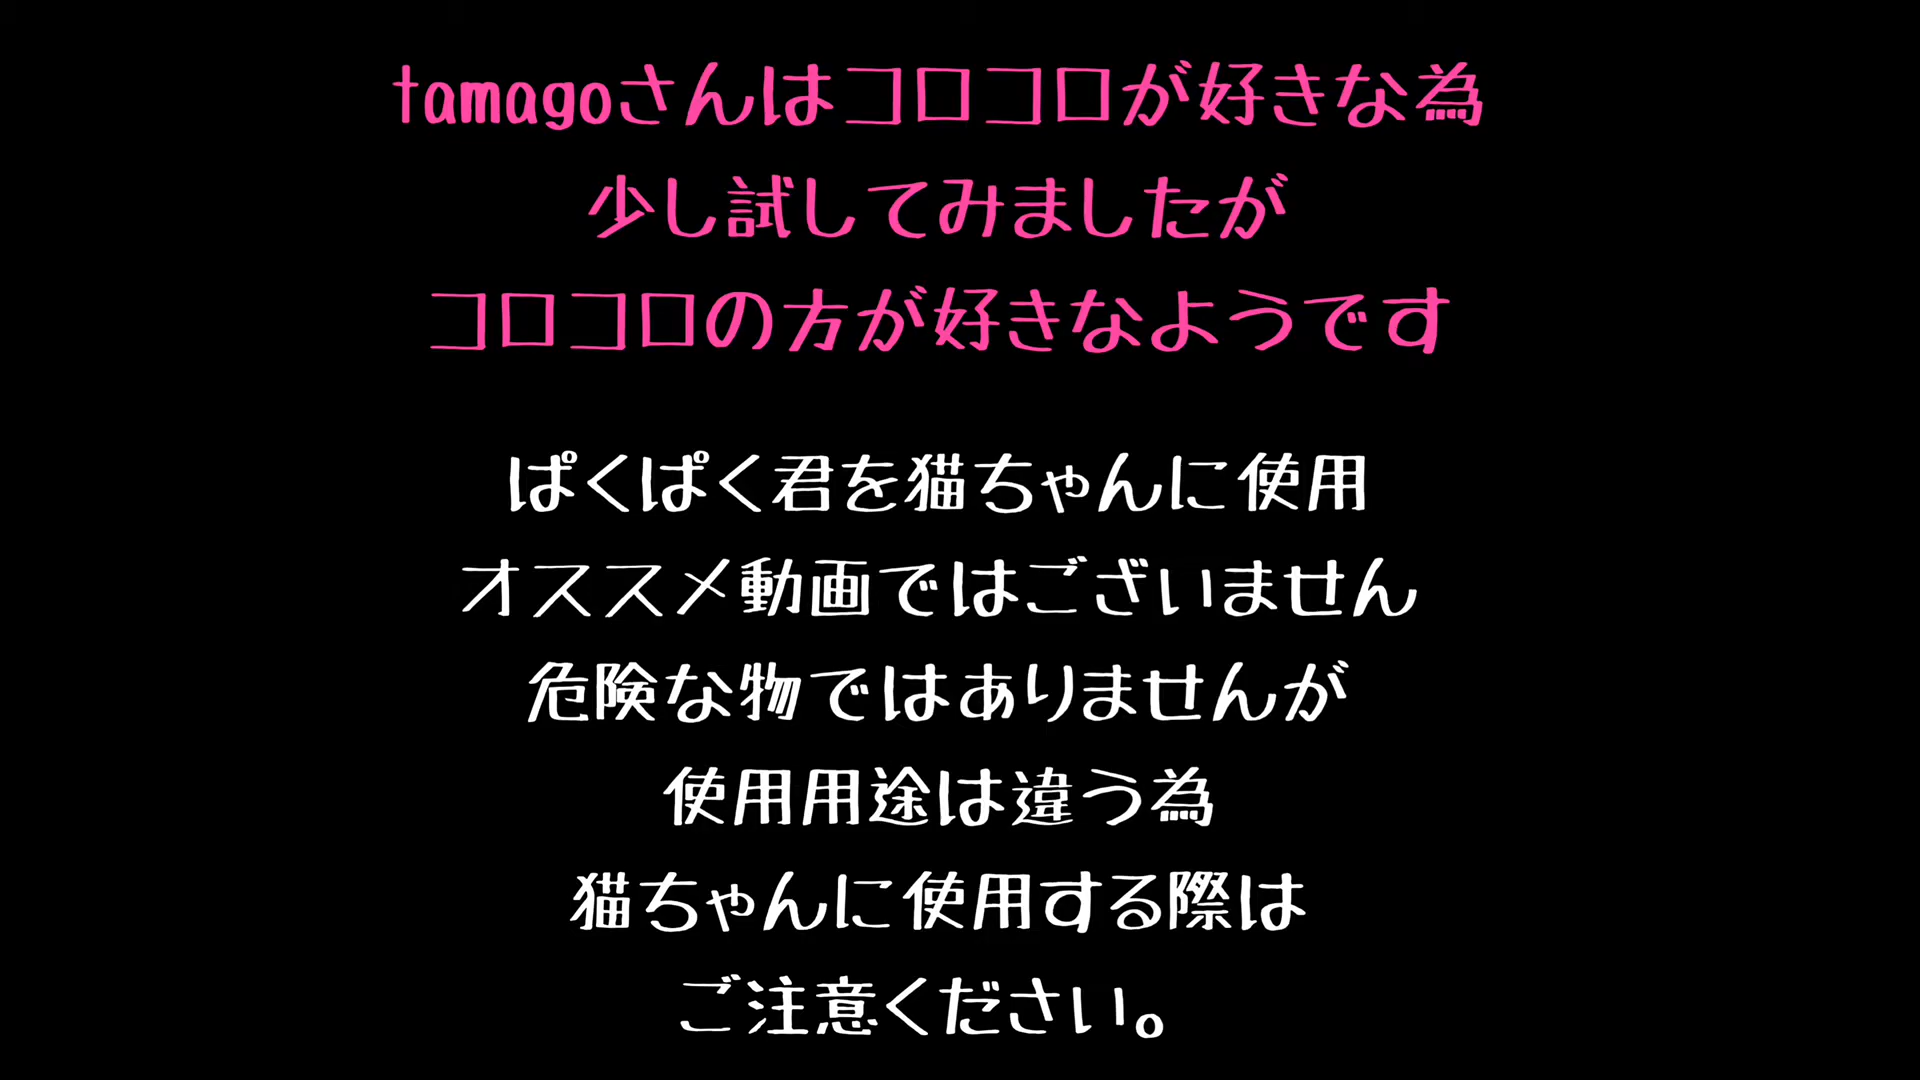 tamagoさんはコロコロが好きな為
少し試してみましたが
コロコロの方が好きなようです
ぱくぱく君を猫ちゃんに使用
オススメ動画ではございません
危険な物ではありませんが
使用用途は違う為
猫ちゃんに使用する際は
ご注意ください。